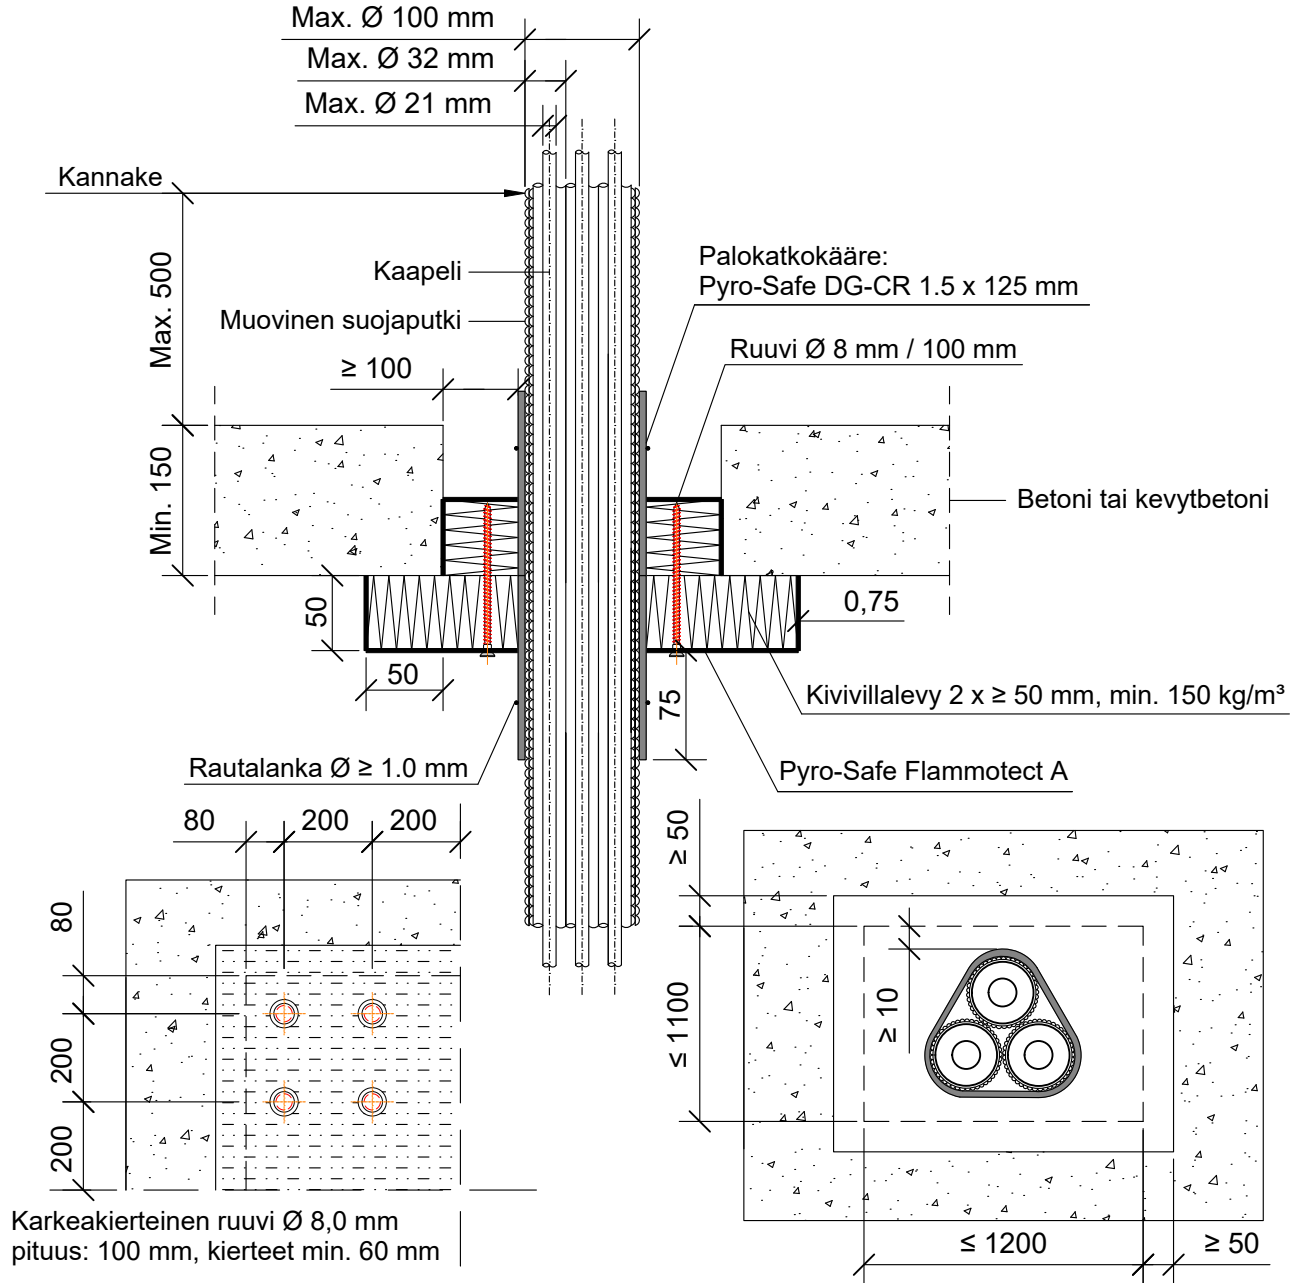 Max. Ø 100 mm
Max. Ø 32 mm
Max. Ø 21 mm
Kannake
Kaapeli
Muovinen suojaputki
Palokatkokääre:
Pyro-Safe DG-CR 1.5 x 125 mm
Ruuvi Ø 8 mm / 100 mm
Max. 500
≥ 100
Min. 150
Betoni tai kevytbetoni
50
0,75
50
75
Kivivillalevy 2 x ≥ 50 mm, min. 150 kg/m³
Rautalanka Ø ≥ 1.0 mm
Pyro-Safe Flammotect A
80
200
200
80
200
200
Karkeakierteinen ruuvi Ø 8,0 mm
pituus: 100 mm, kierteet min. 60 mm
≥ 50
≤ 1100
≥ 10
≤ 1200
≥ 50